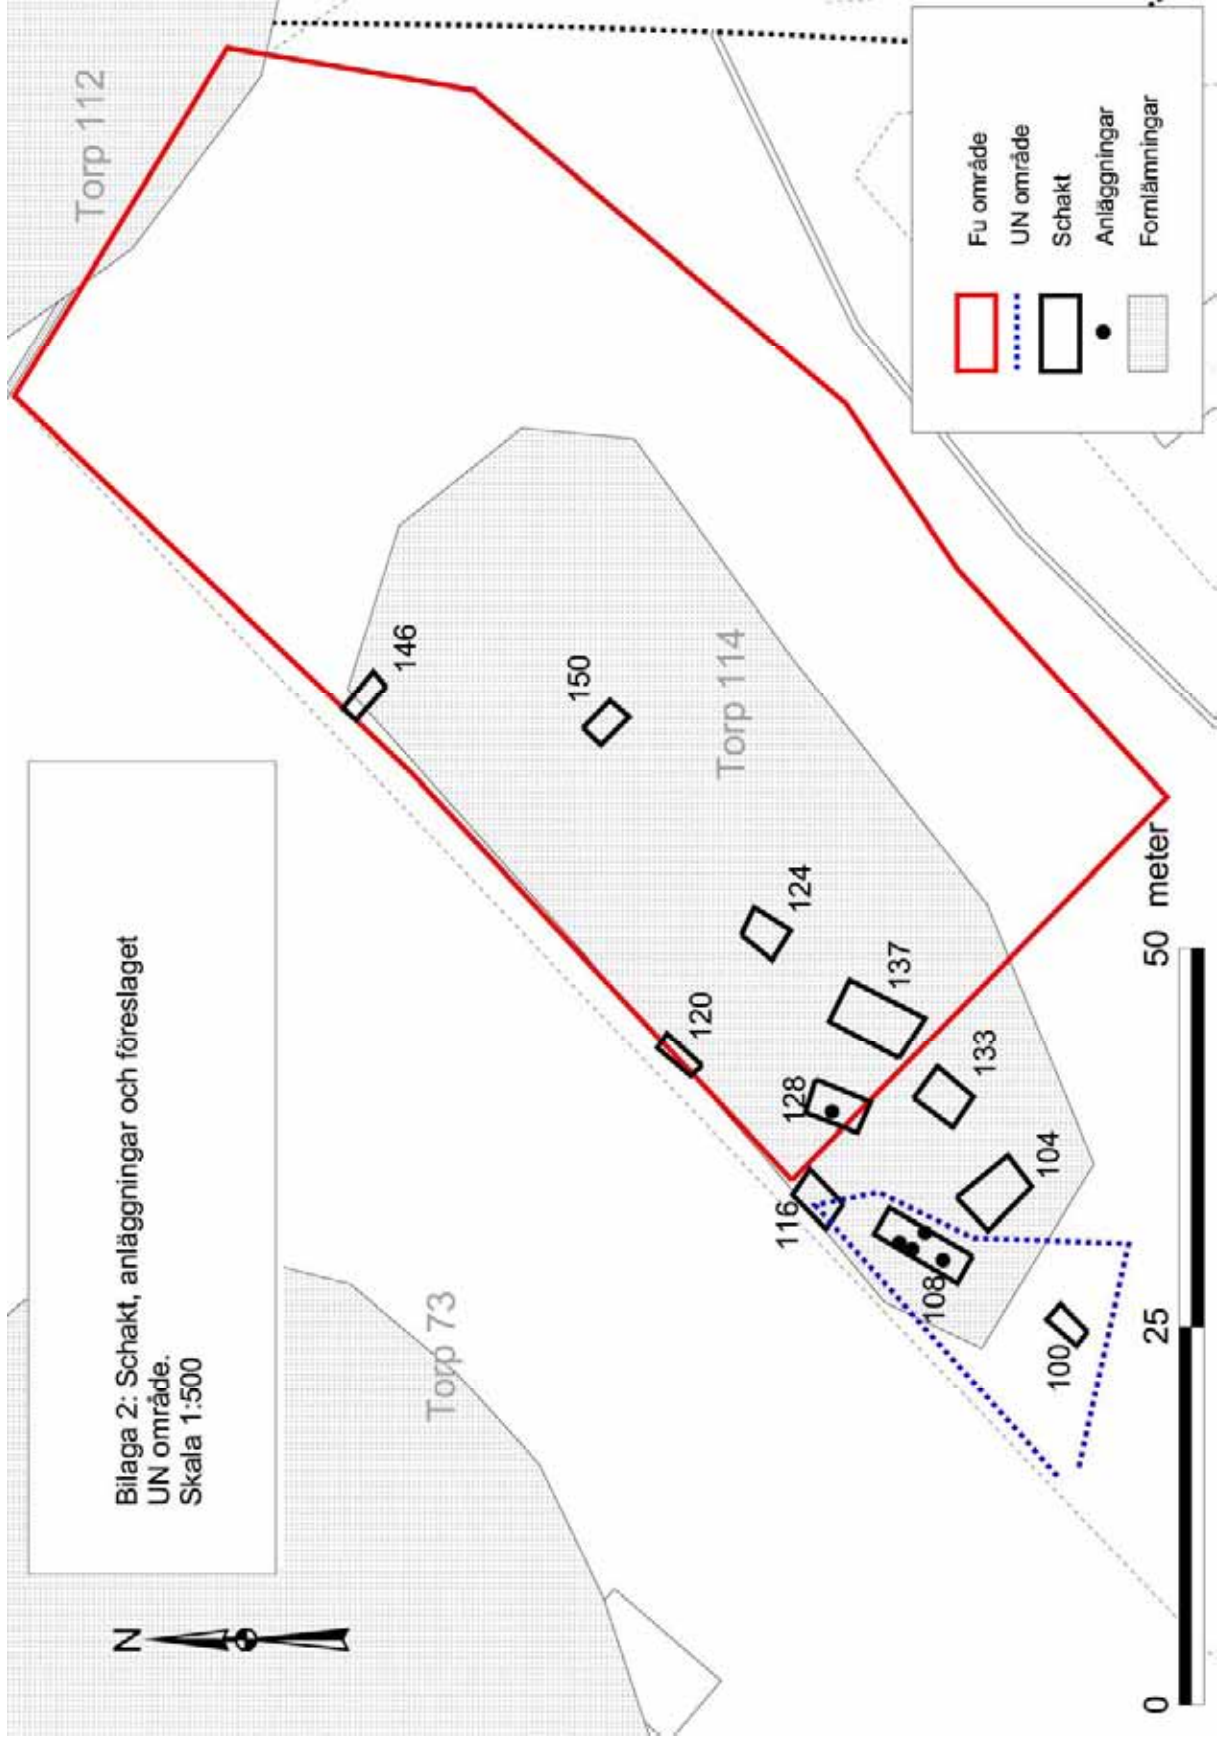 Bilaga 2: Schakt, anläggningar och föreslaget
UN område.
Skala 1:500
N
Torp 112
Torp 73
Torp 114
146
150
124
120
137
128
133
116
104
108
100
0
25
50 meter
Fu område
UN område
Schakt
Anläggningar
Fornlämningar